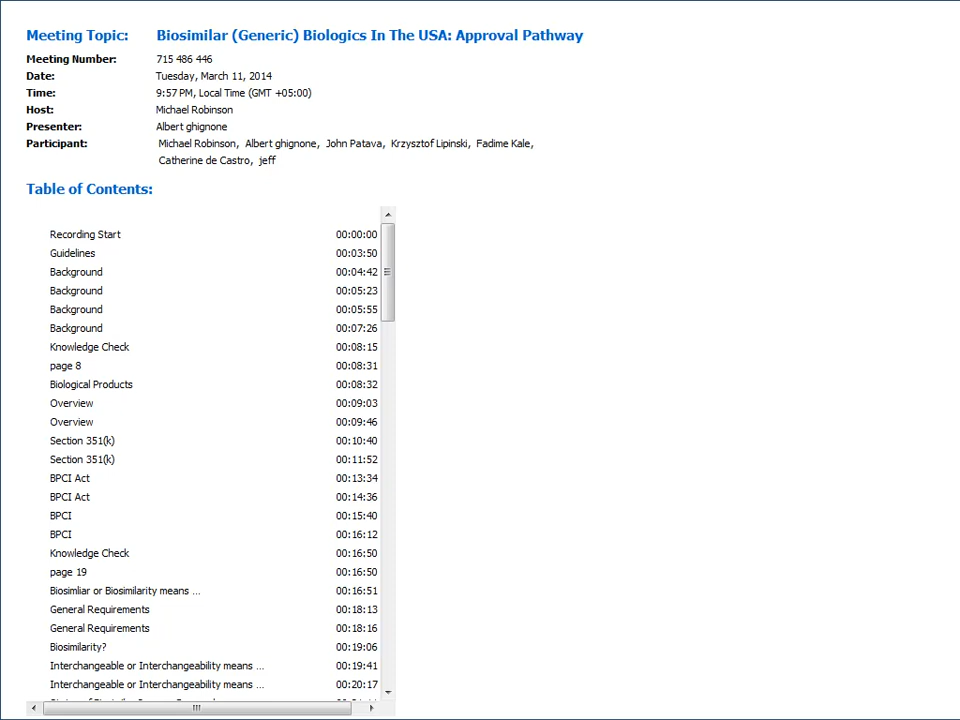 Meeting Topic: Biosimilar (Generic) Biologics In The USA: Approval Pathway
Meeting Number: 715 486 446
Date: Tuesday, March 11, 2014
Time: 9:57 PM, Local Time (GMT +05:00)
Host: Michael Robinson
Presenter: Albert ghignone
Participant: Michael Robinson, Albert ghignone, John Patava, Krzysztof Lipinski, Fadime Kale,
Catherine de Castro, jeff
Table of Contents:
Recording Start 00:00:00
Guidelines 00:03:50
Background 00:04:42
Background 00:05:23
Background 00:05:55
Background 00:07:26
Knowledge Check 00:08:15
page 8 00:08:31
Biological Products 00:08:32
Overview 00:09:03
Overview 00:09:46
Section 351(k) 00:10:40
Section 351(k) 00:11:52
BPCI Act 00:13:34
BPCI Act 00:14:36
BPCI 00:15:40
BPCI 00:16:12
Knowledge Check 00:16:50
page 19 00:16:50
Biosimliar or Biosimilarity means ... 00:16:51
General Requirements 00:18:13
General Requirements 00:18:16
Biosimilarity? 00:19:06
Interchangeable or Interchangeability means ... 00:19:41
Interchangeable or Interchangeability means ... 00:20:17